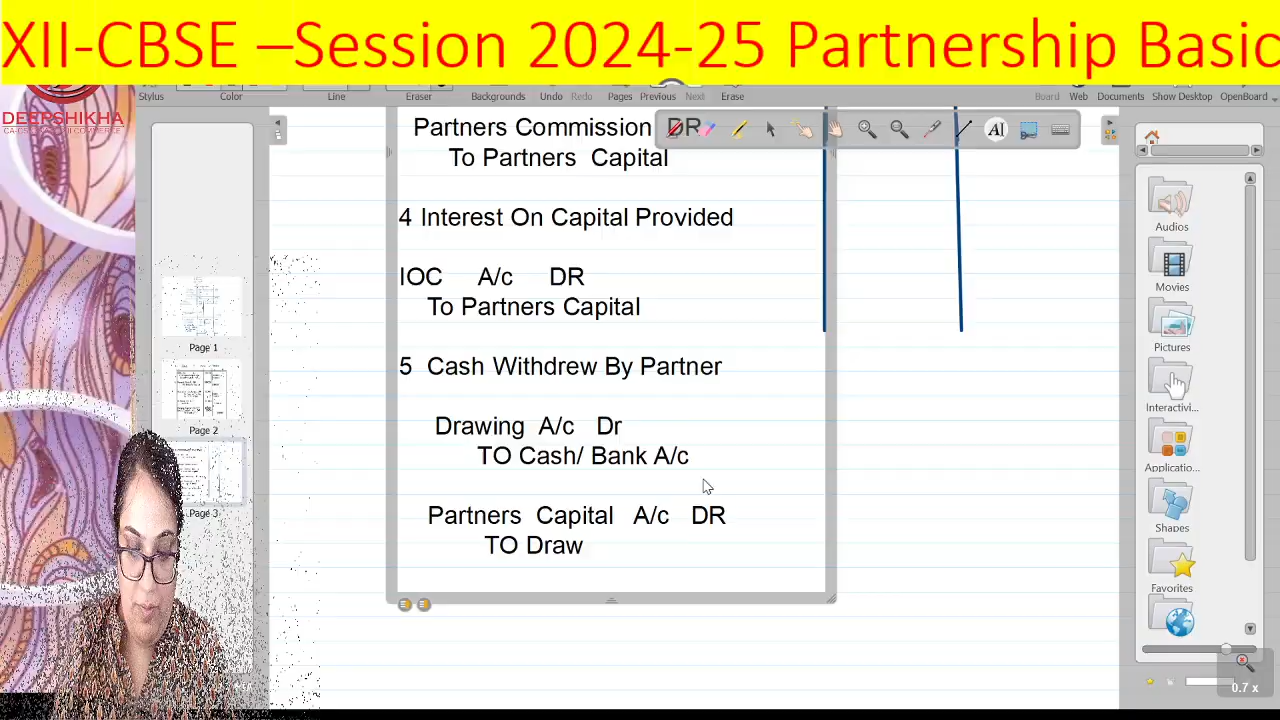 XII-CBSE –Session 2024-25 Partnership Basic
Stylus Color Line Eraser Backgrounds Undo Redo Pages Previous Next Erase Board Web Documents Show Desktop OpenBoard
DEEPSHIKHA
Partners Commission DR
To Partners Capital
4 Interest On Capital Provided
IOC A/c DR
To Partners Capital
5 Cash Withdrew By Partner
Drawing A/c Dr
TO Cash/ Bank A/c
Partners Capital A/c DR
TO Draw
Page 1
Page 2
Page 3
AI
Audios
Movies
Pictures
Interactivi...
Applicatio...
Shapes
Favorites
0.7 x